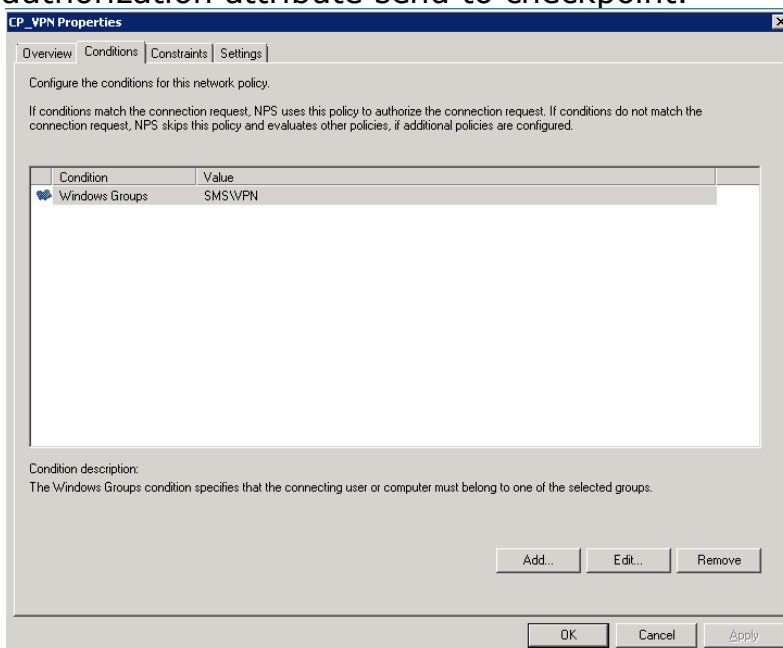 authorization attribute send to checkpoint.
CP_VPN Properties
Overview Conditions Constraints Settings
Configure the conditions for this network policy.
If conditions match the connection request, NPS uses this policy to authorize the connection request. If conditions do not match the
connection request, NPS skips this policy and evaluates other policies, if additional policies are configured.
Condition Value
Windows Groups SMS\VPN
Condition description:
The Windows Groups condition specifies that the connecting user or computer must belong to one of the selected groups.
Add... Edit... Remove
OK Cancel Apply